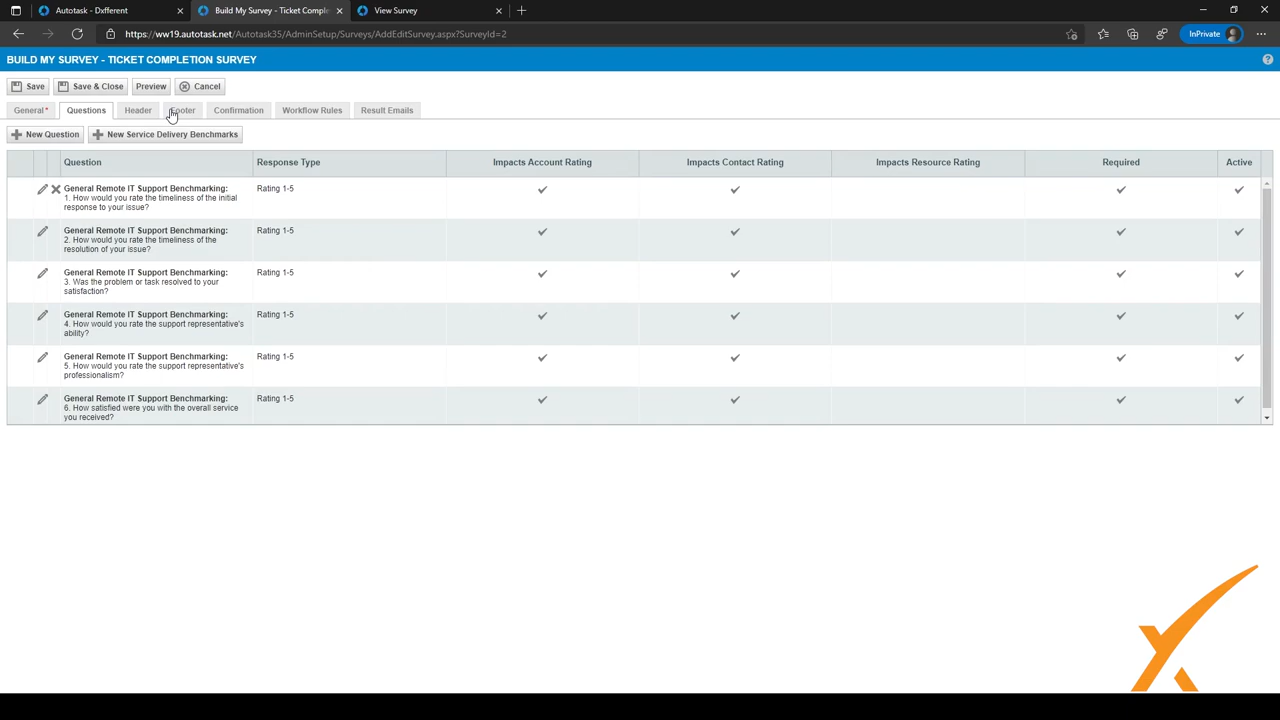 Autotask - Dxfferent
Build My Survey - Ticket Comple
View Survey
https://ww19.autotask.net/Autotask35/AdminSetup/Surveys/AddEditSurvey.aspx?SurveyId=2
InPrivate
BUILD MY SURVEY - TICKET COMPLETION SURVEY
Save Save & Close Preview Cancel
General* Questions Header Footer Confirmation Workflow Rules Result Emails
New Question New Service Delivery Benchmarks
Question Response Type Impacts Account Rating Impacts Contact Rating Impacts Resource Rating Required Active
General Remote IT Support Benchmarking: Rating 1-5
1. How would you rate the timeliness of the initial
response to your issue?
General Remote IT Support Benchmarking: Rating 1-5
2. How would you rate the timeliness of the
resolution of your issue?
General Remote IT Support Benchmarking: Rating 1-5
3. Was the problem or task resolved to your
satisfaction?
General Remote IT Support Benchmarking: Rating 1-5
4. How would you rate the support representative's
ability?
General Remote IT Support Benchmarking: Rating 1-5
5. How would you rate the support representative's
professionalism?
General Remote IT Support Benchmarking: Rating 1-5
6. How satisfied were you with the overall service
you received?